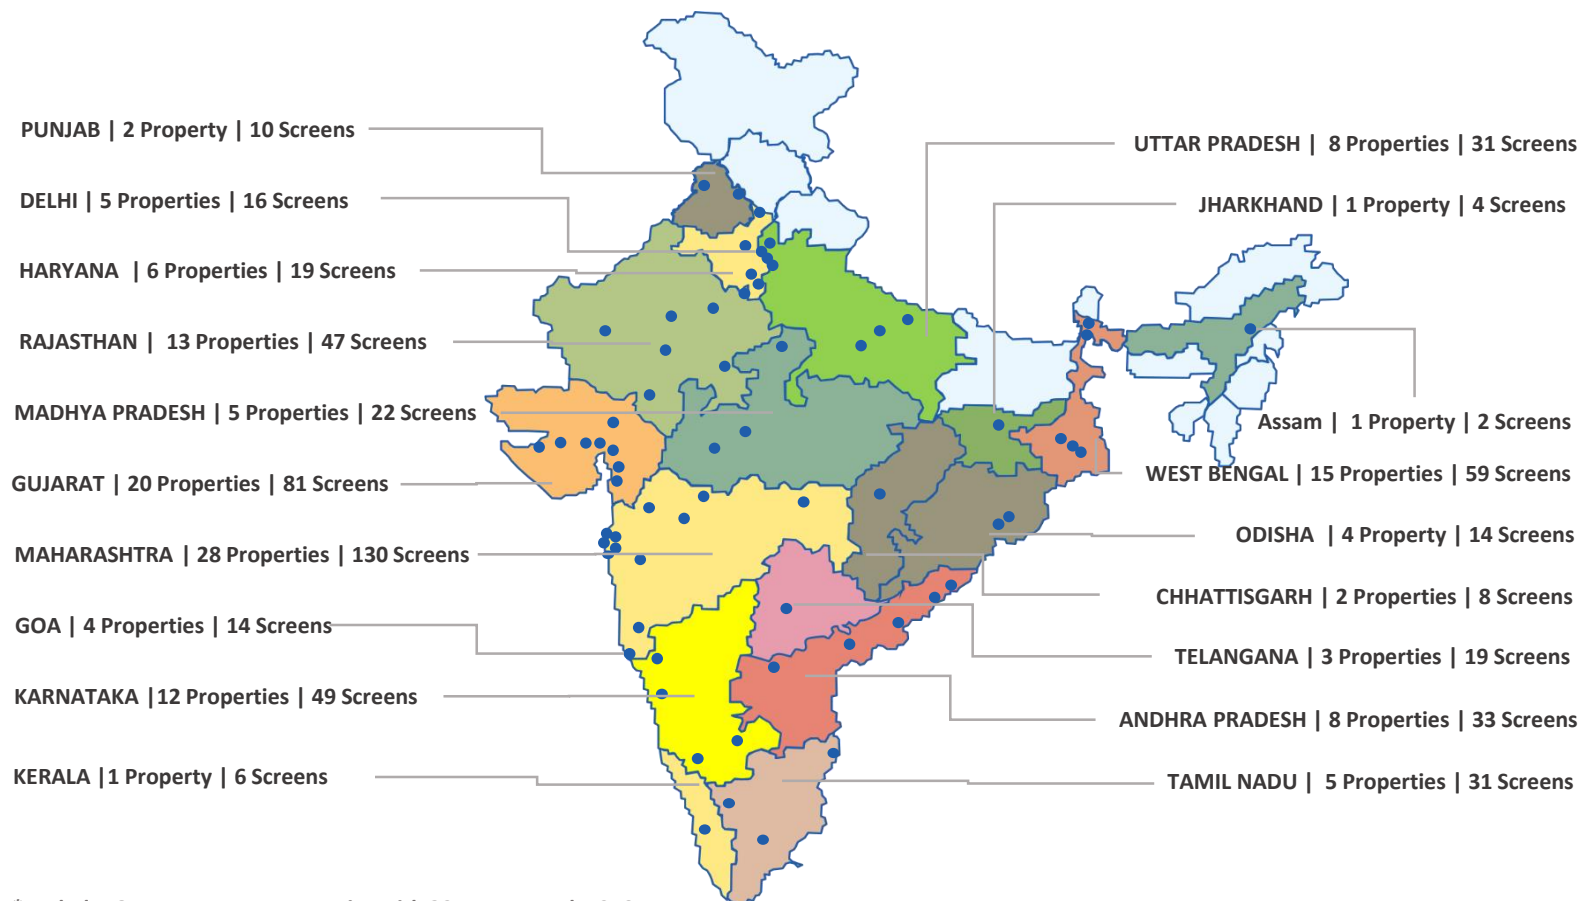 PUNJAB | 2 Property | 10 Screens
DELHI | 5 Properties | 16 Screens
HARYANA | 6 Properties | 19 Screens
RAJASTHAN | 13 Properties | 47 Screens
MADHYA PRADESH | 5 Properties | 22 Screens
GUJARAT | 20 Properties | 81 Screens
MAHARASHTRA | 28 Properties | 130 Screens
GOA | 4 Properties | 14 Screens
KARNATAKA |12 Properties | 49 Screens
KERALA |1 Property | 6 Screens
UTTAR PRADESH | 8 Properties | 31 Screens
JHARKHAND | 1 Property | 4 Screens
Assam | 1 Property | 2 Screens
WEST BENGAL | 15 Properties | 59 Screens
ODISHA | 4 Property | 14 Screens
CHHATTISGARH | 2 Properties | 8 Screens
TELANGANA | 3 Properties | 19 Screens
ANDHRA PRADESH | 8 Properties | 33 Screens
TAMIL NADU | 5 Properties | 31 Screens